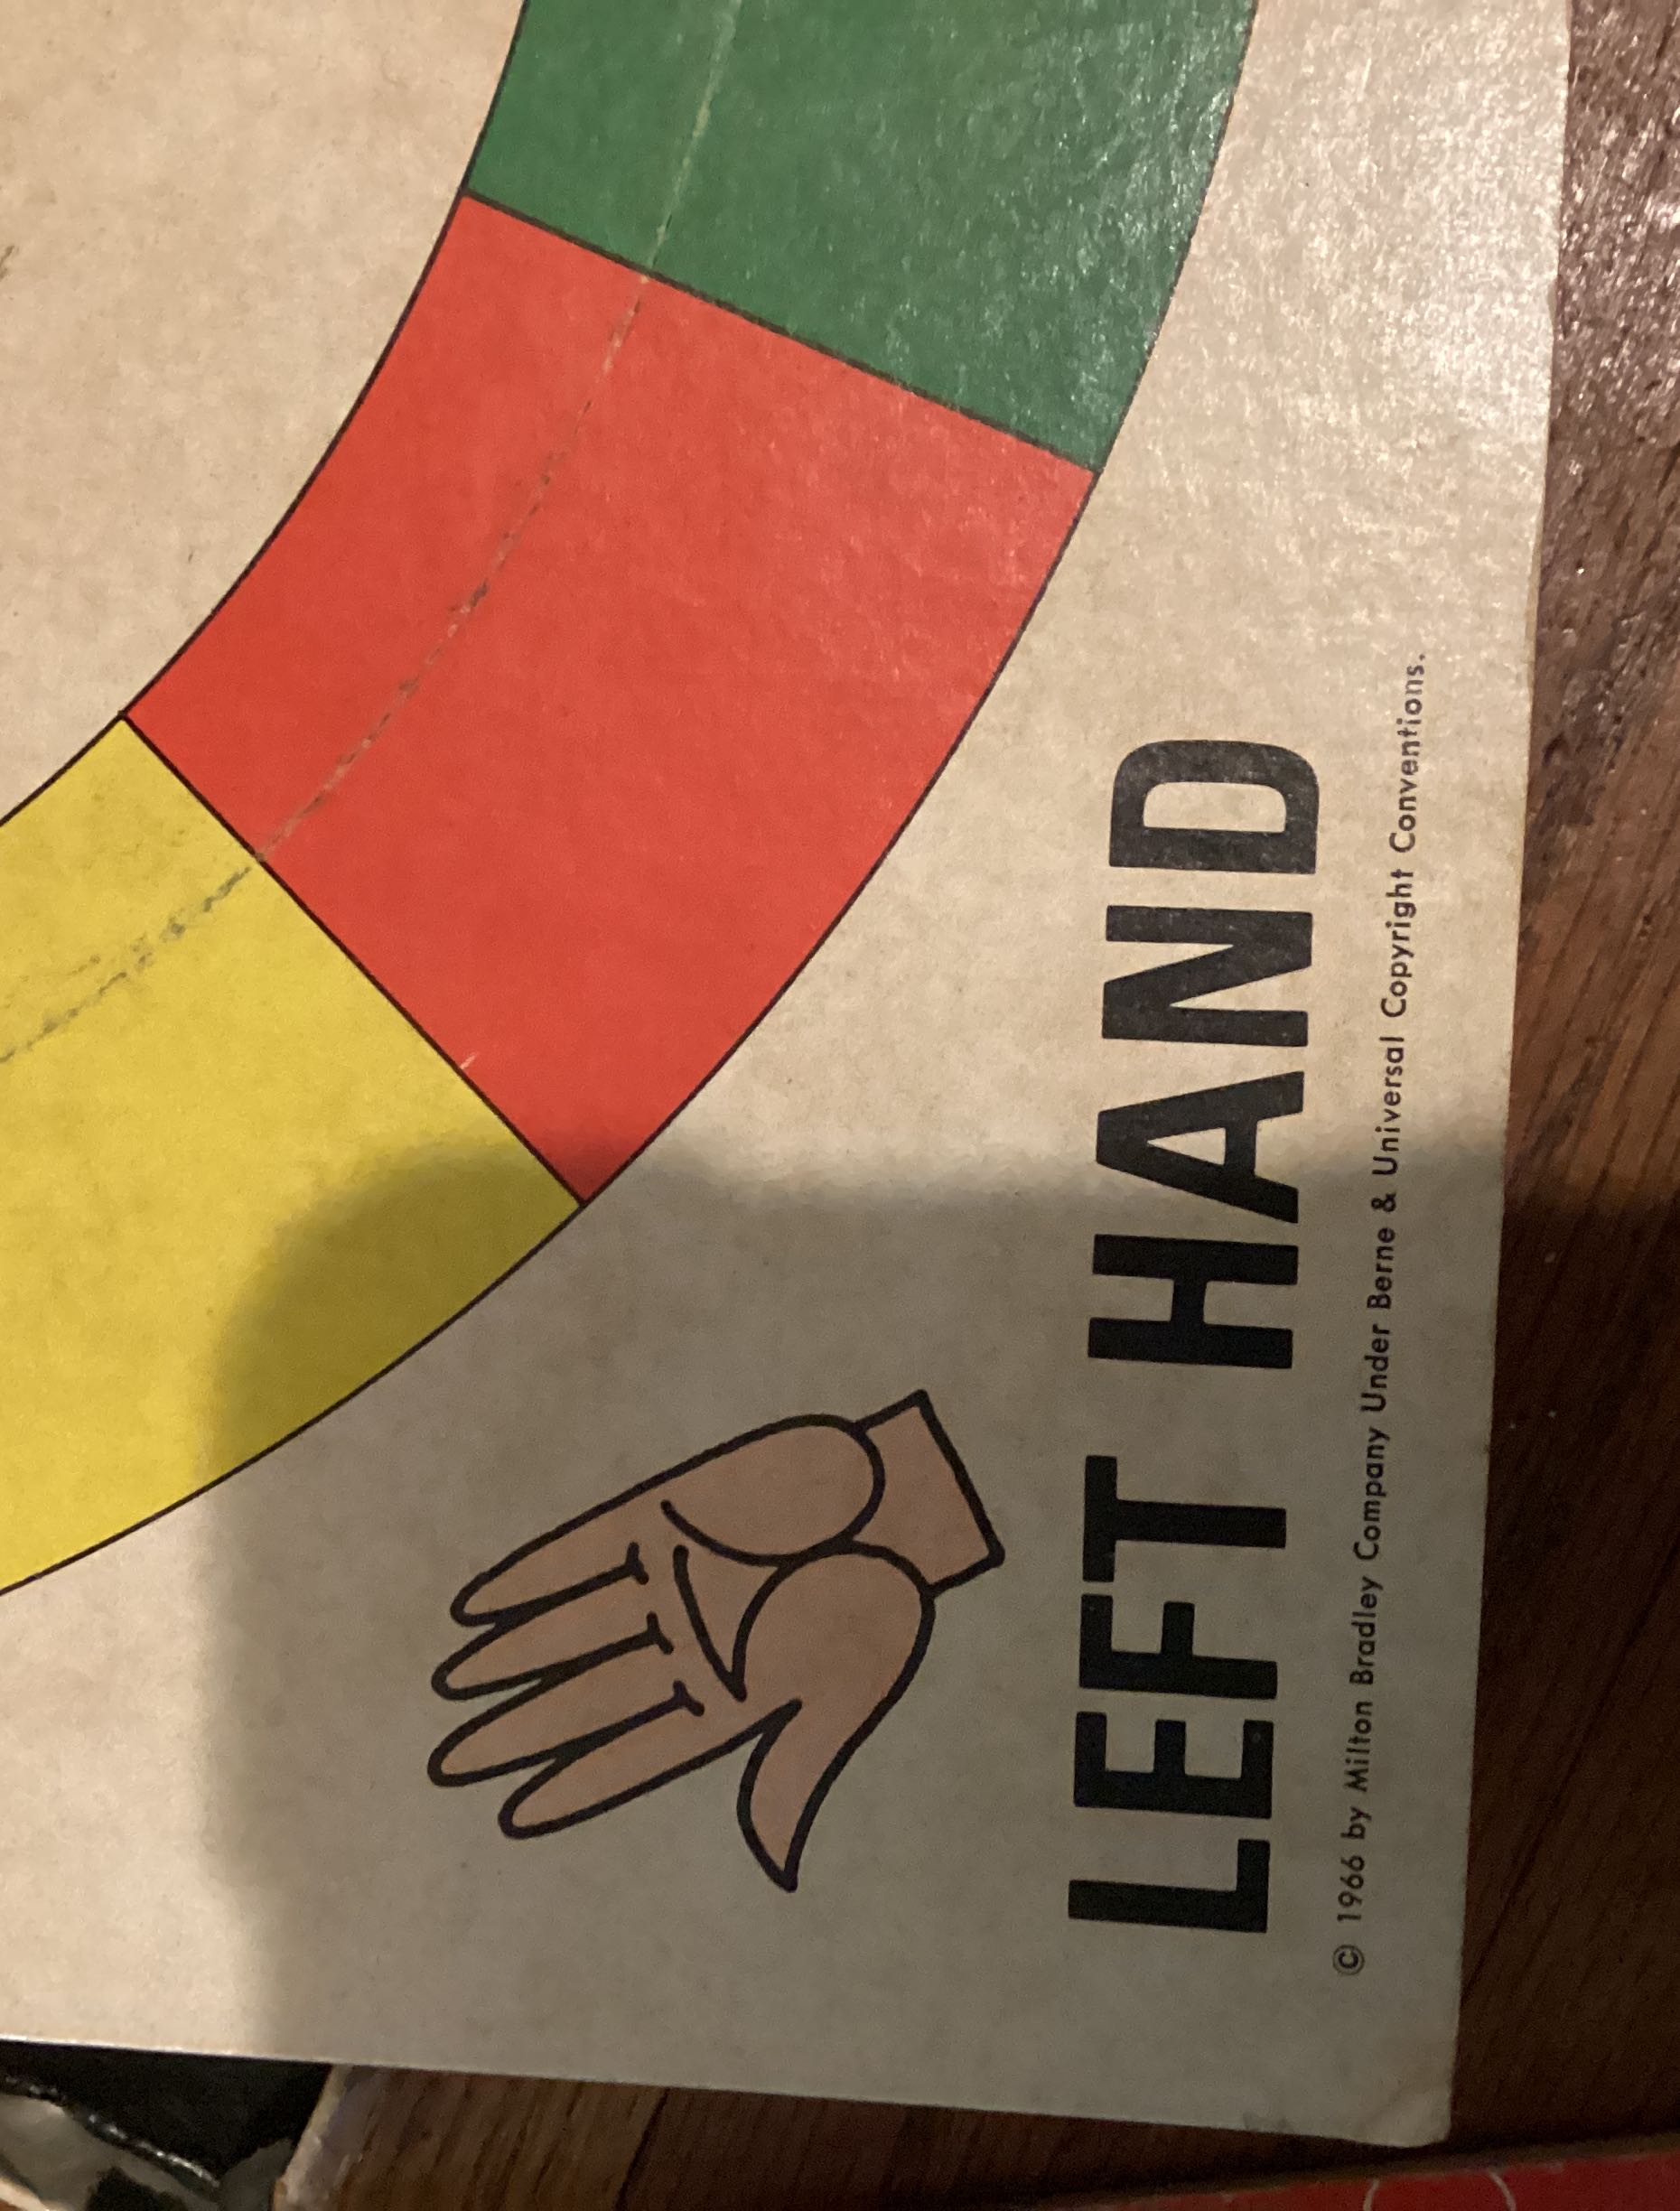 LEFT HAND
© 1966 by Milton Bradley Company Under Berne & Universal Copyright Conventions.